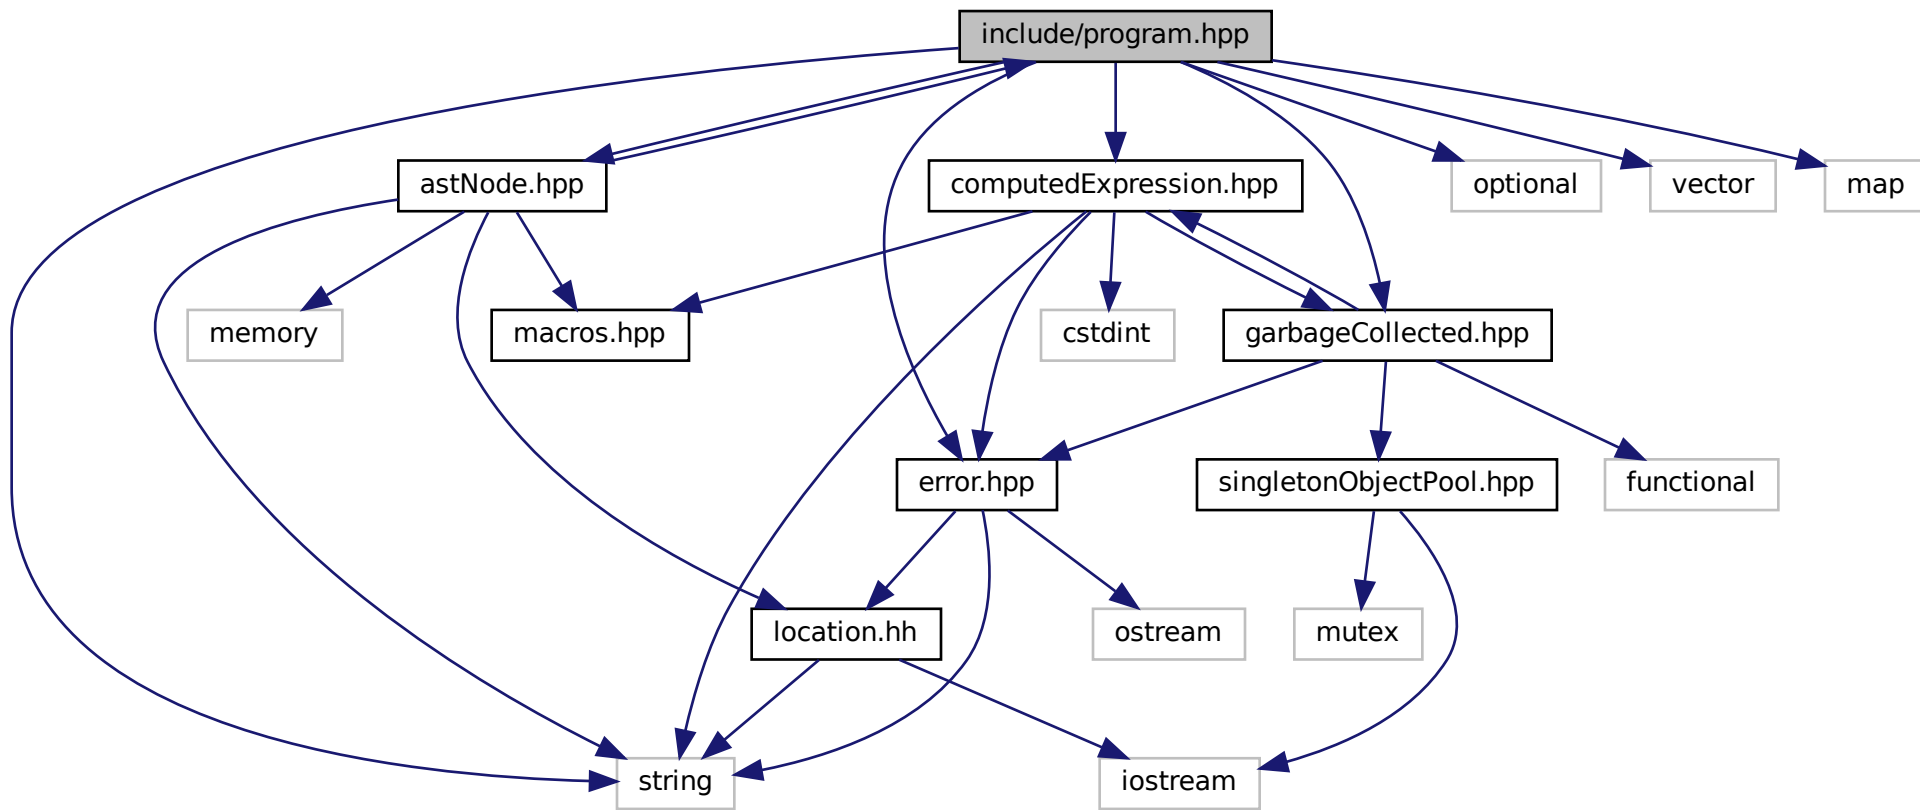 include/program.hpp
astNode.hpp
computedExpression.hpp
optional
vector
map
memory
macros.hpp
cstdint
garbageCollected.hpp
error.hpp
singletonObjectPool.hpp
functional
location.hh
ostream
mutex
string
iostream